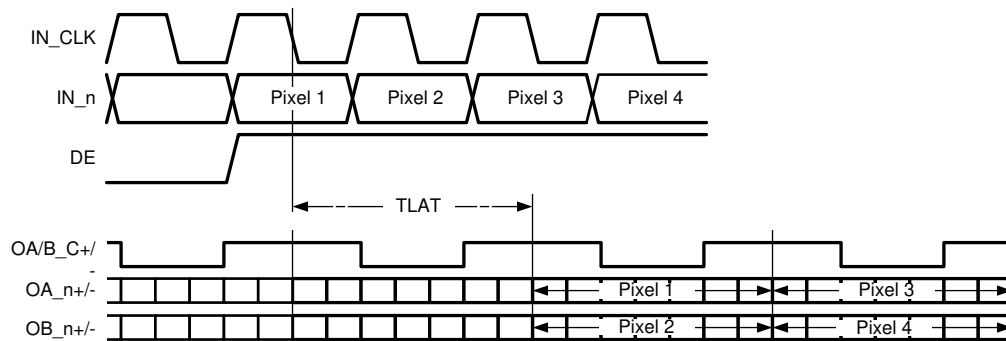 IN_CLK
IN_n
Pixel 1
Pixel 2
Pixel 3
Pixel 4
DE
TLAT
OA/B_C+/
-
OA_n+/-
Pixel 1
Pixel 3
OB_n+/-
Pixel 2
Pixel 4